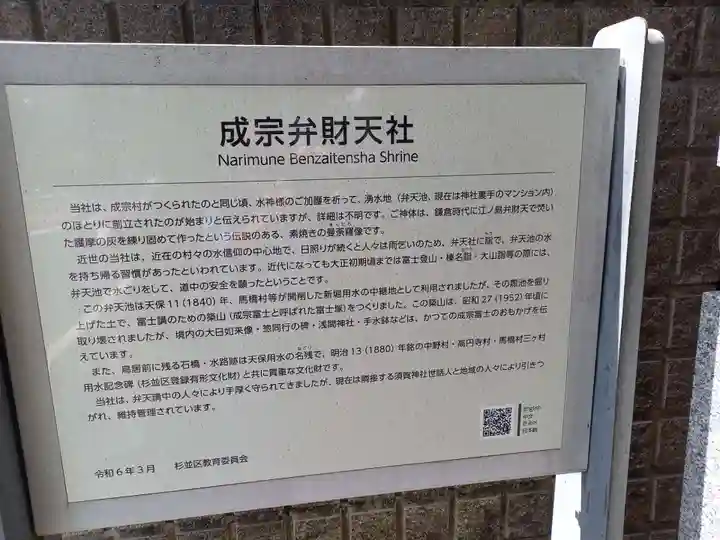 成宗弁財天社
Narimune Benzaitensha Shrine
当社は、成宗村がつくられたのと同じ頃、水神様のご加護を祈って、湧水地（弁天池、現在は神社裏手のマンション内）
のほとりに創立されたのが始まりと伝えられていますが、詳細は不明です。ご神体は、鎌倉時代に江ノ島弁財天で焚い
た護摩の灰を練り固めて作ったという伝説のある、素焼きの曼荼羅像です。
近世の当社は、近在の村々の水信仰の中心地で、日照りが続くと人々は雨乞いのため、弁天社に詣で、弁天池の水
を持ち帰る習慣があったといわれています。近代になっても大正初期頃までは富士登山・榛名詣・大山詣等の際には、
弁天池で水ごりをして、道中の安全を願ったということです。
この弁天池は天保11（1840）年、馬橋村等が開削した新堀用水の中継地として利用されましたが、その際池を掘り
上げた土で、富士講のための築山（成宗富士と呼ばれた富士塚）をつくりました。この築山は、昭和27（1952）年頃に
取り壊されましたが、境内の大日如来像・惣同行の碑・浅間神社・手水鉢などは、かつての成宗富士のおもかげを伝
えています。
また、鳥居前に残る石橋・水路跡は天保用水の名残で、明治13（1880）年銘の中野村・高円寺村・馬橋村三ヶ村
用水記念碑（杉並区登録有形文化財）と共に貴重な文化財です。
当社は、弁天講中の人々により手厚く守られてきましたが、現在は隣接する須賀神社世話人と地域の人々により引きつ
がれ、維持管理されています。
English
中文
한국어
日本語
令和6年3月　杉並区教育委員会